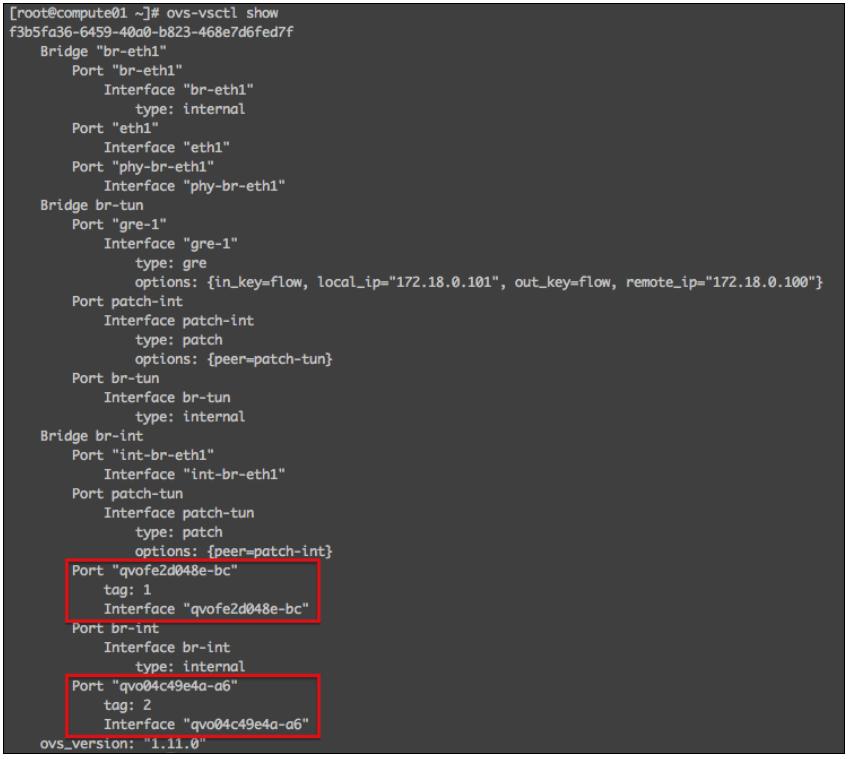 [root@compute01 ~]# ovs-vsctl show
f3b5fa36-6459-40a0-b823-468e7d6fed7f
    Bridge "br-eth1"
        Port "br-eth1"
            Interface "br-eth1"
                type: internal
        Port "eth1"
            Interface "eth1"
        Port "phy-br-eth1"
            Interface "phy-br-eth1"
    Bridge br-tun
        Port "gre-1"
            Interface "gre-1"
                type: gre
                options: {in_key=flow, local_ip="172.18.0.101", out_key=flow, remote_ip="172.18.0.100"}
        Port patch-int
            Interface patch-int
                type: patch
                options: {peer=patch-tun}
        Port br-tun
            Interface br-tun
                type: internal
    Bridge br-int
        Port "int-br-eth1"
            Interface "int-br-eth1"
        Port patch-tun
            Interface patch-tun
                type: patch
                options: {peer=patch-int}
        Port "qvofe2d048e-bc"
            tag: 1
            Interface "qvofe2d048e-bc"
        Port br-int
            Interface br-int
                type: internal
        Port "qvo04c49e4a-a6"
            tag: 2
            Interface "qvo04c49e4a-a6"
    ovs_version: "1.11.0"